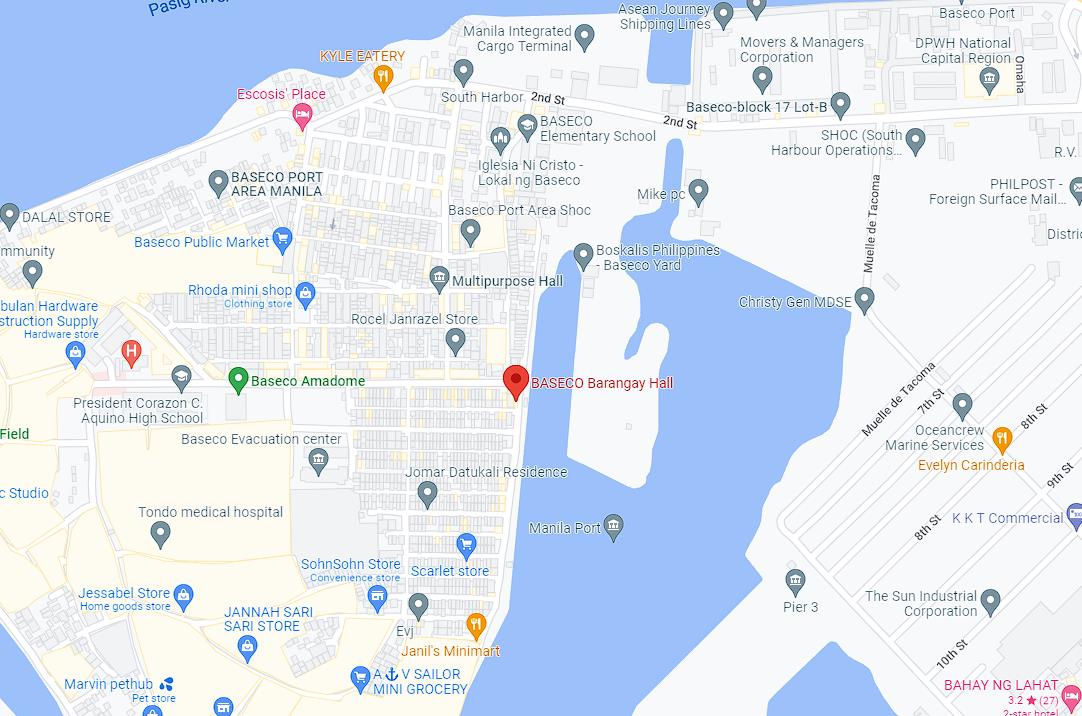 Pasig River
Asean Journey
Shipping Lines
Baseco Port
Manila Integrated
Cargo Terminal
Movers & Managers
Corporation
DPWH National
Capital Region
KYLE EATERY
Omaha
Escosis' Place
South Harbor
2nd St
Baseco-block 17 Lot-B
2nd St
BASECO
Elementary School
SHOC (South
Harbour Operations...
R.V.
Iglesia Ni Cristo -
Lokal ng Baseco
BASECO PORT
AREA MANILA
Mike pc
PHILPOST -
Foreign Surface Mail...
DALAL STORE
Baseco Port Area Shoc
Muelle de Tacoma
Distric
Baseco Public Market
mmunity
Boskalis Philippines
- Baseco Yard
Multipurpose Hall
Rhoda mini shop
Clothing store
Christy Gen MDSE
bulan Hardware
struction Supply
Hardware store
Rocel Janrazel Store
H
Baseco Amadome
BASECO Barangay Hall
Muelle de Tacoma
President Corazon C.
Aquino High School
7th St
8th St
Field
Baseco Evacuation center
Oceancrew
Marine Services
Evelyn Carinderia
Jomar Datukali Residence
9th St
c Studio
Tondo medical hospital
Manila Port
8th St
K K T Commercial
SohnSohn Store
Convenience store
Scarlet store
Jessabel Store
Home goods store
Pier 3
The Sun Industrial
Corporation
JANNAH SARI
SARI STORE
Evj
Janil's Minimart
10th St
A⚓V SAILOR
MINI GROCERY
Marvin pethub 🐾
Pet store
BAHAY NG LAHAT
3.2 ★ (27)
2-star hotel